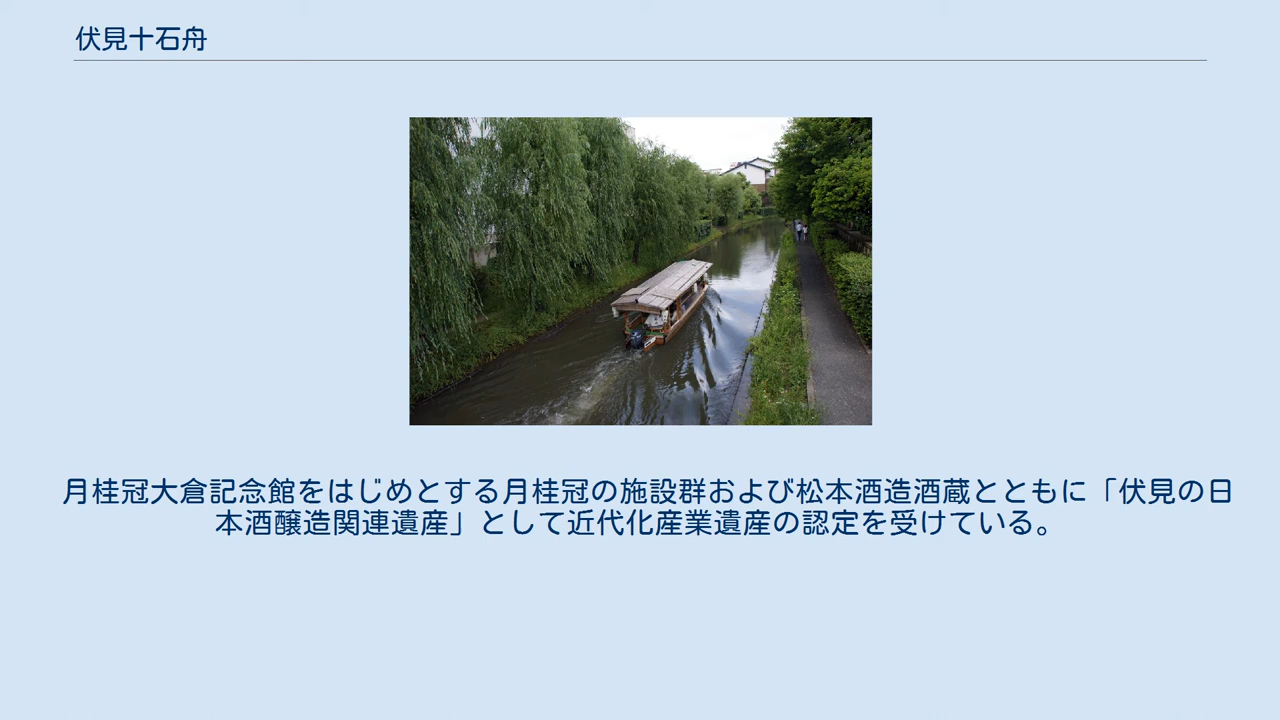 伏見十石舟
月桂冠大倉記念館をはじめとする月桂冠の施設群および松本酒造酒蔵とともに「伏見の日
本酒醸造関連遺産」として近代化産業遺産の認定を受けている。